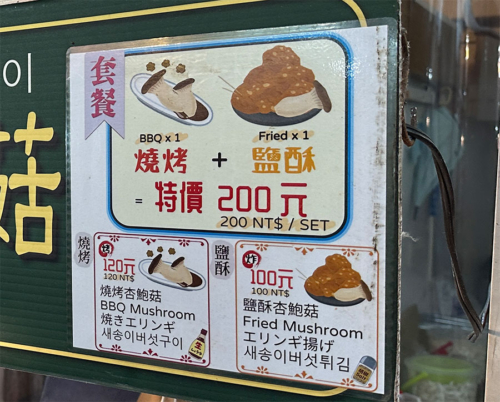 이
菇
套餐
BBQ x 1
Fried x 1
燒烤 + 鹽酥
= 特價 200 元
200 NT$ / SET
燒烤
120元
120 NT$
燒烤杏鮑菇
BBQ Mushroom
焼きエリンギ
새송이버섯구이
鹽酥
炸
100元
100 NT$
鹽酥杏鮑菇
Fried Mushroom
エリンギ揚げ
새송이버섯튀김